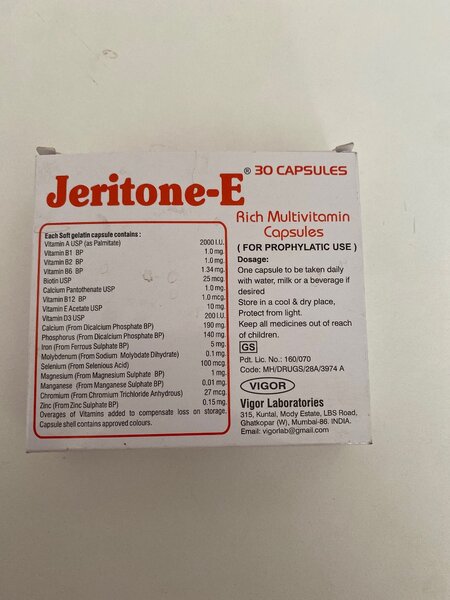 Jeritone-E® 30 CAPSULES
Rich Multivitamin
Capsules
( FOR PROPHYLATIC USE )
Dosage:
One capsule to be taken daily
with water, milk or a beverage if
desired
Store in a cool & dry place,
Protect from light.
Keep all medicines out of reach
of children.
GS
Pdt. Lic. No.: 160/070
Code: MH/DRUGS/28A/3974 A
VIGOR
Vigor Laboratories
315, Kuntal, Mody Estate, LBS Road,
Ghatkopar (W), Mumbai-86. INDIA.
Email: vigorlab@gmail.com
Each Soft gelatin capsule contains :
Vitamin A USP (as Palmitate) 2000 I.U.
Vitamin B1 BP 1.0 mg.
Vitamin B2 BP 1.0 mg.
Vitamin B6 BP 1.34 mg.
Biotin USP 25 mcg.
Calcium Pantothenate USP 1.0 mg.
Vitamin B12 BP 1.0 mcg.
Vitamin E Acetate USP 10 mg.
Vitamin D3 USP 200 I.U.
Calcium (From Dicalcium Phosphate BP) 190 mg.
Phosphorus (From Dicalcium Phosphate BP) 140 mg.
Iron (From Ferrous Sulphate BP) 5 mg.
Molybdenum (From Sodium Molybdate Dihydrate) 0.1 mg.
Selenium (From Selenious Acid) 100 mcg.
Magnesium (From Magnesium Sulphate BP) 1 mg.
Manganese (From Manganese Sulphate BP) 0.01 mg.
Chromium (From Chromium Trichloride Anhydrous) 27 mcg.
Zinc (From Zinc Sulphate BP) 0.15 mg.
Overages of Vitamins added to compensate loss on storage.
Capsule shell contains approved colours.